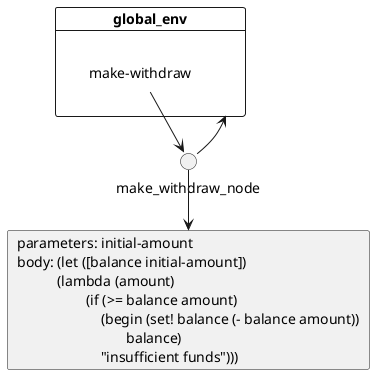 global_env
make-withdraw
make_withdraw_node
parameters: initial-amount
body: (let ([balance initial-amount])
(lambda (amount)
(if (>= balance amount)
(begin (set! balance (- balance amount))
balance)
"insufficient funds")))